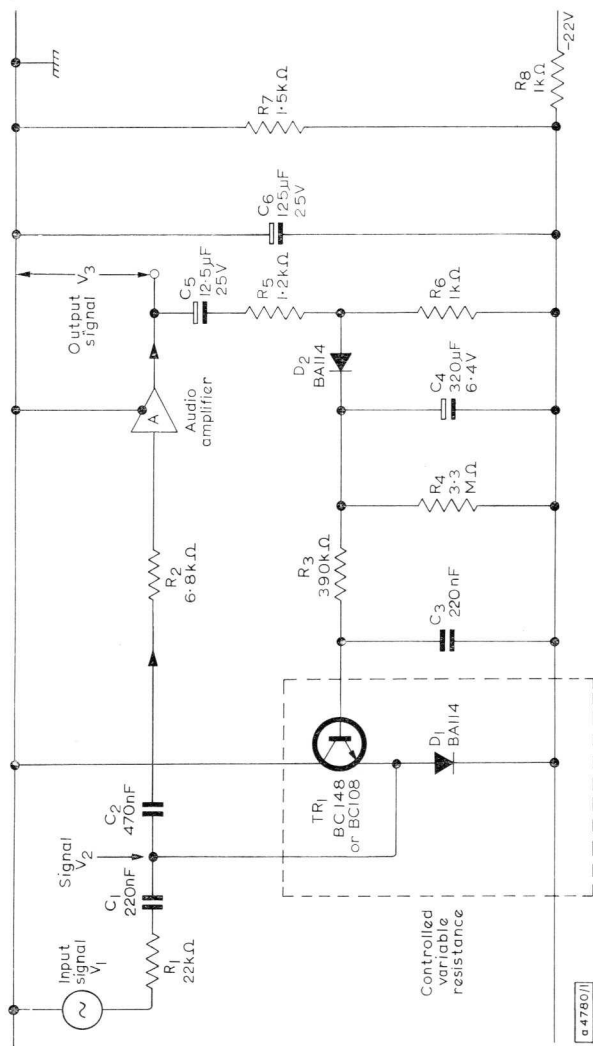 Input
signal
V1
R1
22kΩ
C1
220nF
Signal
V2
C2
470nF
R2
6·8kΩ
A
Audio
amplifier
Output
signal
V3
C5
12·5μF
25V
R5
1·2kΩ
C6
125μF
25V
R7
1·5kΩ
R8
1kΩ
-22V
Controlled
variable
resistance
TR1
BC148
or BC108
D1
BA114
C3
220nF
R3
390kΩ
R4
3·3
MΩ
D2
BA114
C4
320μF
6·4V
R6
1kΩ
a4780/1